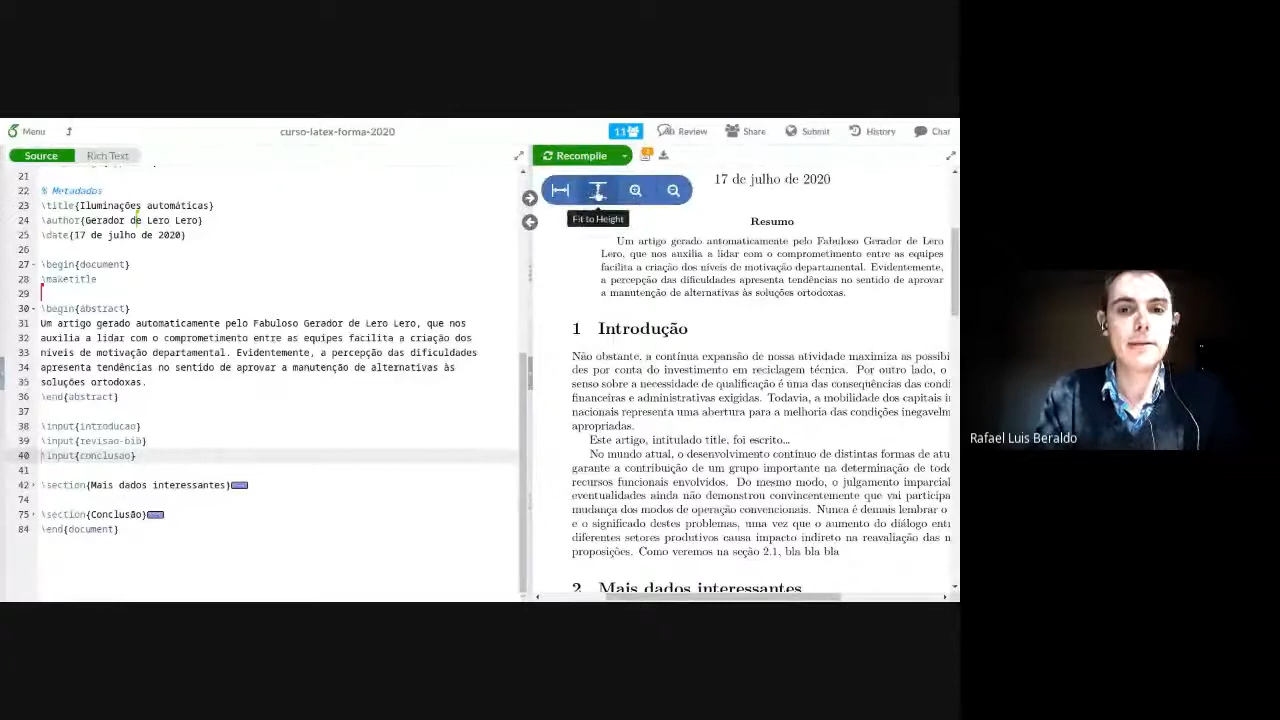 Menu
curso-latex-forma-2020
11
Review
Share
Submit
History
Chat
Source
Rich Text
Recompile
2
21
22 % Metadados
23 \title{Iluminações automáticas}
24 \author{Gerador de Lero Lero}
25 \date{17 de julho de 2020}
26
27 \begin{document}
28 \maketitle
29
30 \begin{abstract}
31 Um artigo gerado automaticamente pelo Fabuloso Gerador de Lero Lero, que nos
32 auxilia a lidar com o comprometimento entre as equipes facilita a criação dos
33 níveis de motivação departamental. Evidentemente, a percepção das dificuldades
34 apresenta tendências no sentido de aprovar a manutenção de alternativas às
35 soluções ortodoxas.
36 \end{abstract}
37
38 \input{introducao}
39 \input{revisao-bib}
40 \input{conclusao}
41
42 \section{Mais dados interessantes}
74
75 \section{Conclusão}
84 \end{document}
Fit to Height
17 de julho de 2020
Resumo
Um artigo gerado automaticamente pelo Fabuloso Gerador de Lero
Lero, que nos auxilia a lidar com o comprometimento entre as equipes
facilita a criação dos níveis de motivação departamental. Evidentemente,
a percepção das dificuldades apresenta tendências no sentido de aprovar
a manutenção de alternativas às soluções ortodoxas.
1 Introdução
Não obstante, a contínua expansão de nossa atividade maximiza as possibi
des por conta do investimento em reciclagem técnica. Por outro lado, o
senso sobre a necessidade de qualificação é uma das consequências das condi
financeiras e administrativas exigidas. Todavia, a mobilidade dos capitais i
nacionais representa uma abertura para a melhoria das condições inegavelm
apropriadas.
Este artigo, intitulado title, foi escrito...
No mundo atual, o desenvolvimento contínuo de distintas formas de atu
garante a contribuição de um grupo importante na determinação de tod
recursos funcionais envolvidos. Do mesmo modo, o julgamento imparcial
eventualidades ainda não demonstrou convincentemente que vai participa
mudança dos modos de operação convencionais. Nunca é demais lembrar o
e o significado destes problemas, uma vez que o aumento do diálogo ent
diferentes setores produtivos causa impacto indireto na reavaliação das
proposições. Como veremos na seção 2.1, bla bla bla
2 Mais dados interessantes
Rafael Luis Beraldo